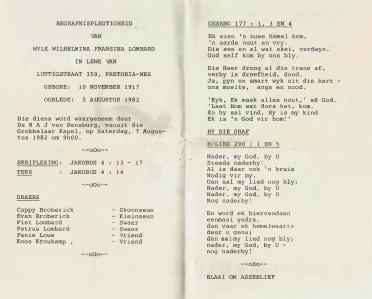 BEGRAFNISPLEGTIGHEID
VAN
WYLE WILHELMINA FRANSINA LOMBARD
IN LEWE VAN
LUTTIGSTRAAT 359, PRETORIA-WES
GEBORE: 10 NOVEMBER 1917
OORLEDE: 5 AUGUSTUS 1982
Die diens word waargeneem deur
Ds N A J van Rensburg, vanuit die
Grobbelaar Kapel, op Saterdag, 7 Augus-
tus 1982 om 9h00.
--oOo--
SKRIFLESING: JAKOBUS 4 : 13 - 17
TEKS : JAKOBUS 4 : 14
--oOo--
DRAERS
Cappy Broberick - Skoonseun
Evan Broberick - Kleinseun
Piet Lombard - Swaer
Petrus Lombard - Swaer
Fanie Louw - Vriend
Koos Kroukamp , - Vriend
--oOo--
GESANG 177 : 1, 3 EN 4
Ek sien 'n nuwe hemel kom,
'n aarde nuut en vry.
Die see en al wat skei, verdwyn.
God self kom by ons bly.
Die Heer droog al die trane af,
verby is droefheid, dood.
Ja, pyn en smart wyk uit die hart -
ons moeite, angs en nood.
'Kyk, Ek maak alles nuut,' sê God.
'Laat Hom wat dors het, kom.
En hy sal vind. Hy is my kind
Ek is 'n God vir hom!'
BY DIE GRAF
H/LIED 290 : 1 EN 5
Nader, my God, by U
Steeds naderby!
Al is daar ook 'n kruis
Nodig vir my.
Dan sal my lied nog bly:
nader, my God, by U
Nader, my God, by U
Nog naderby!
En word ek hiervandaan
eenmaal gedra,
dan vaar ek hemelwaarts
deur u gena;
dan sal my lied nog bly;
nader, my God, by U -
nog naderby!
--oOo--
BLAAI OM ASSEBLIEF